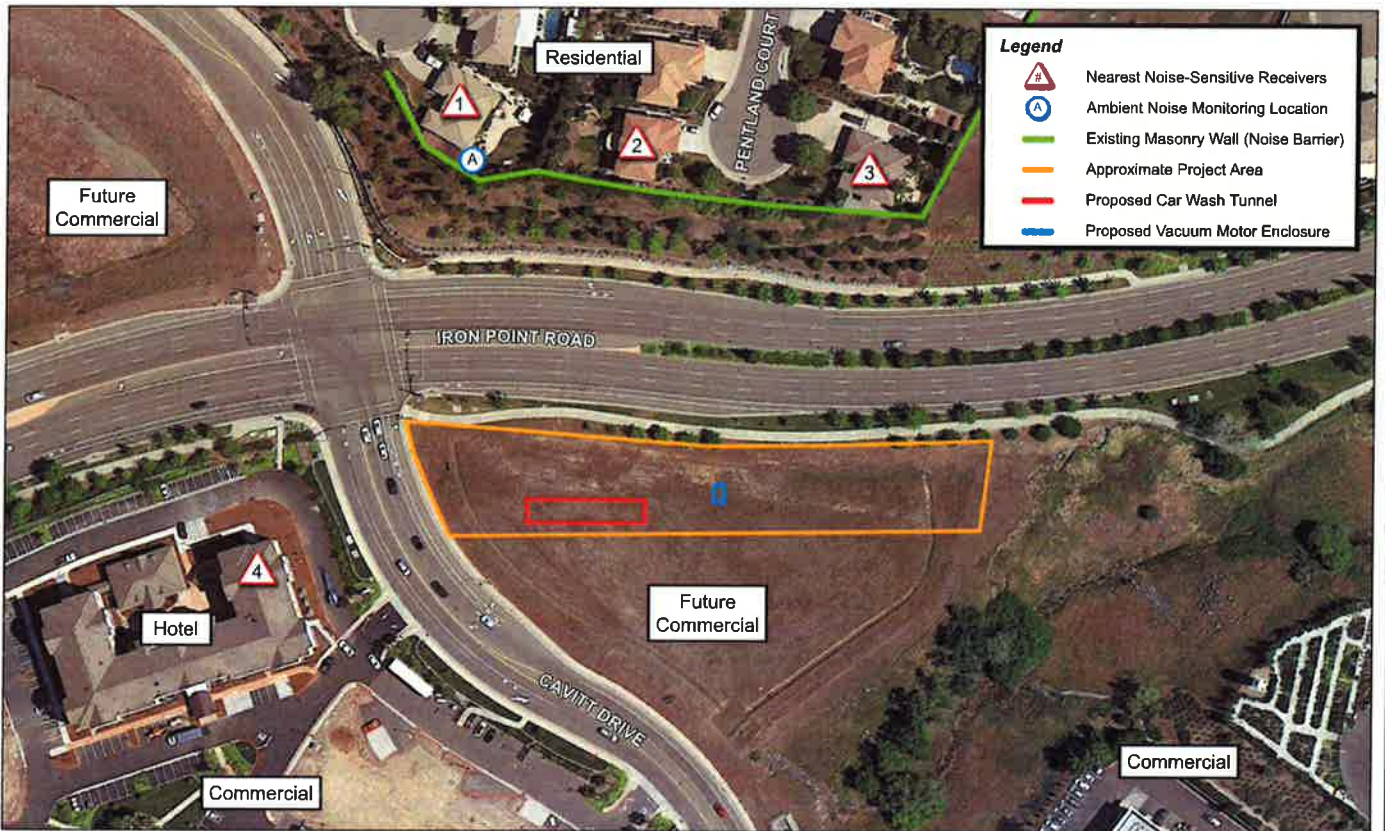 Residential
PENTLAND COURT
1
2
3
A
Future
Commercial
IRON POINT ROAD
4
Hotel
Future
Commercial
CAVITT DRIVE
Commercial
Commercial
Legend
# Nearest Noise-Sensitive Receivers
A Ambient Noise Monitoring Location
Existing Masonry Wall (Noise Barrier)
Approximate Project Area
Proposed Car Wash Tunnel
Proposed Vacuum Motor Enclosure